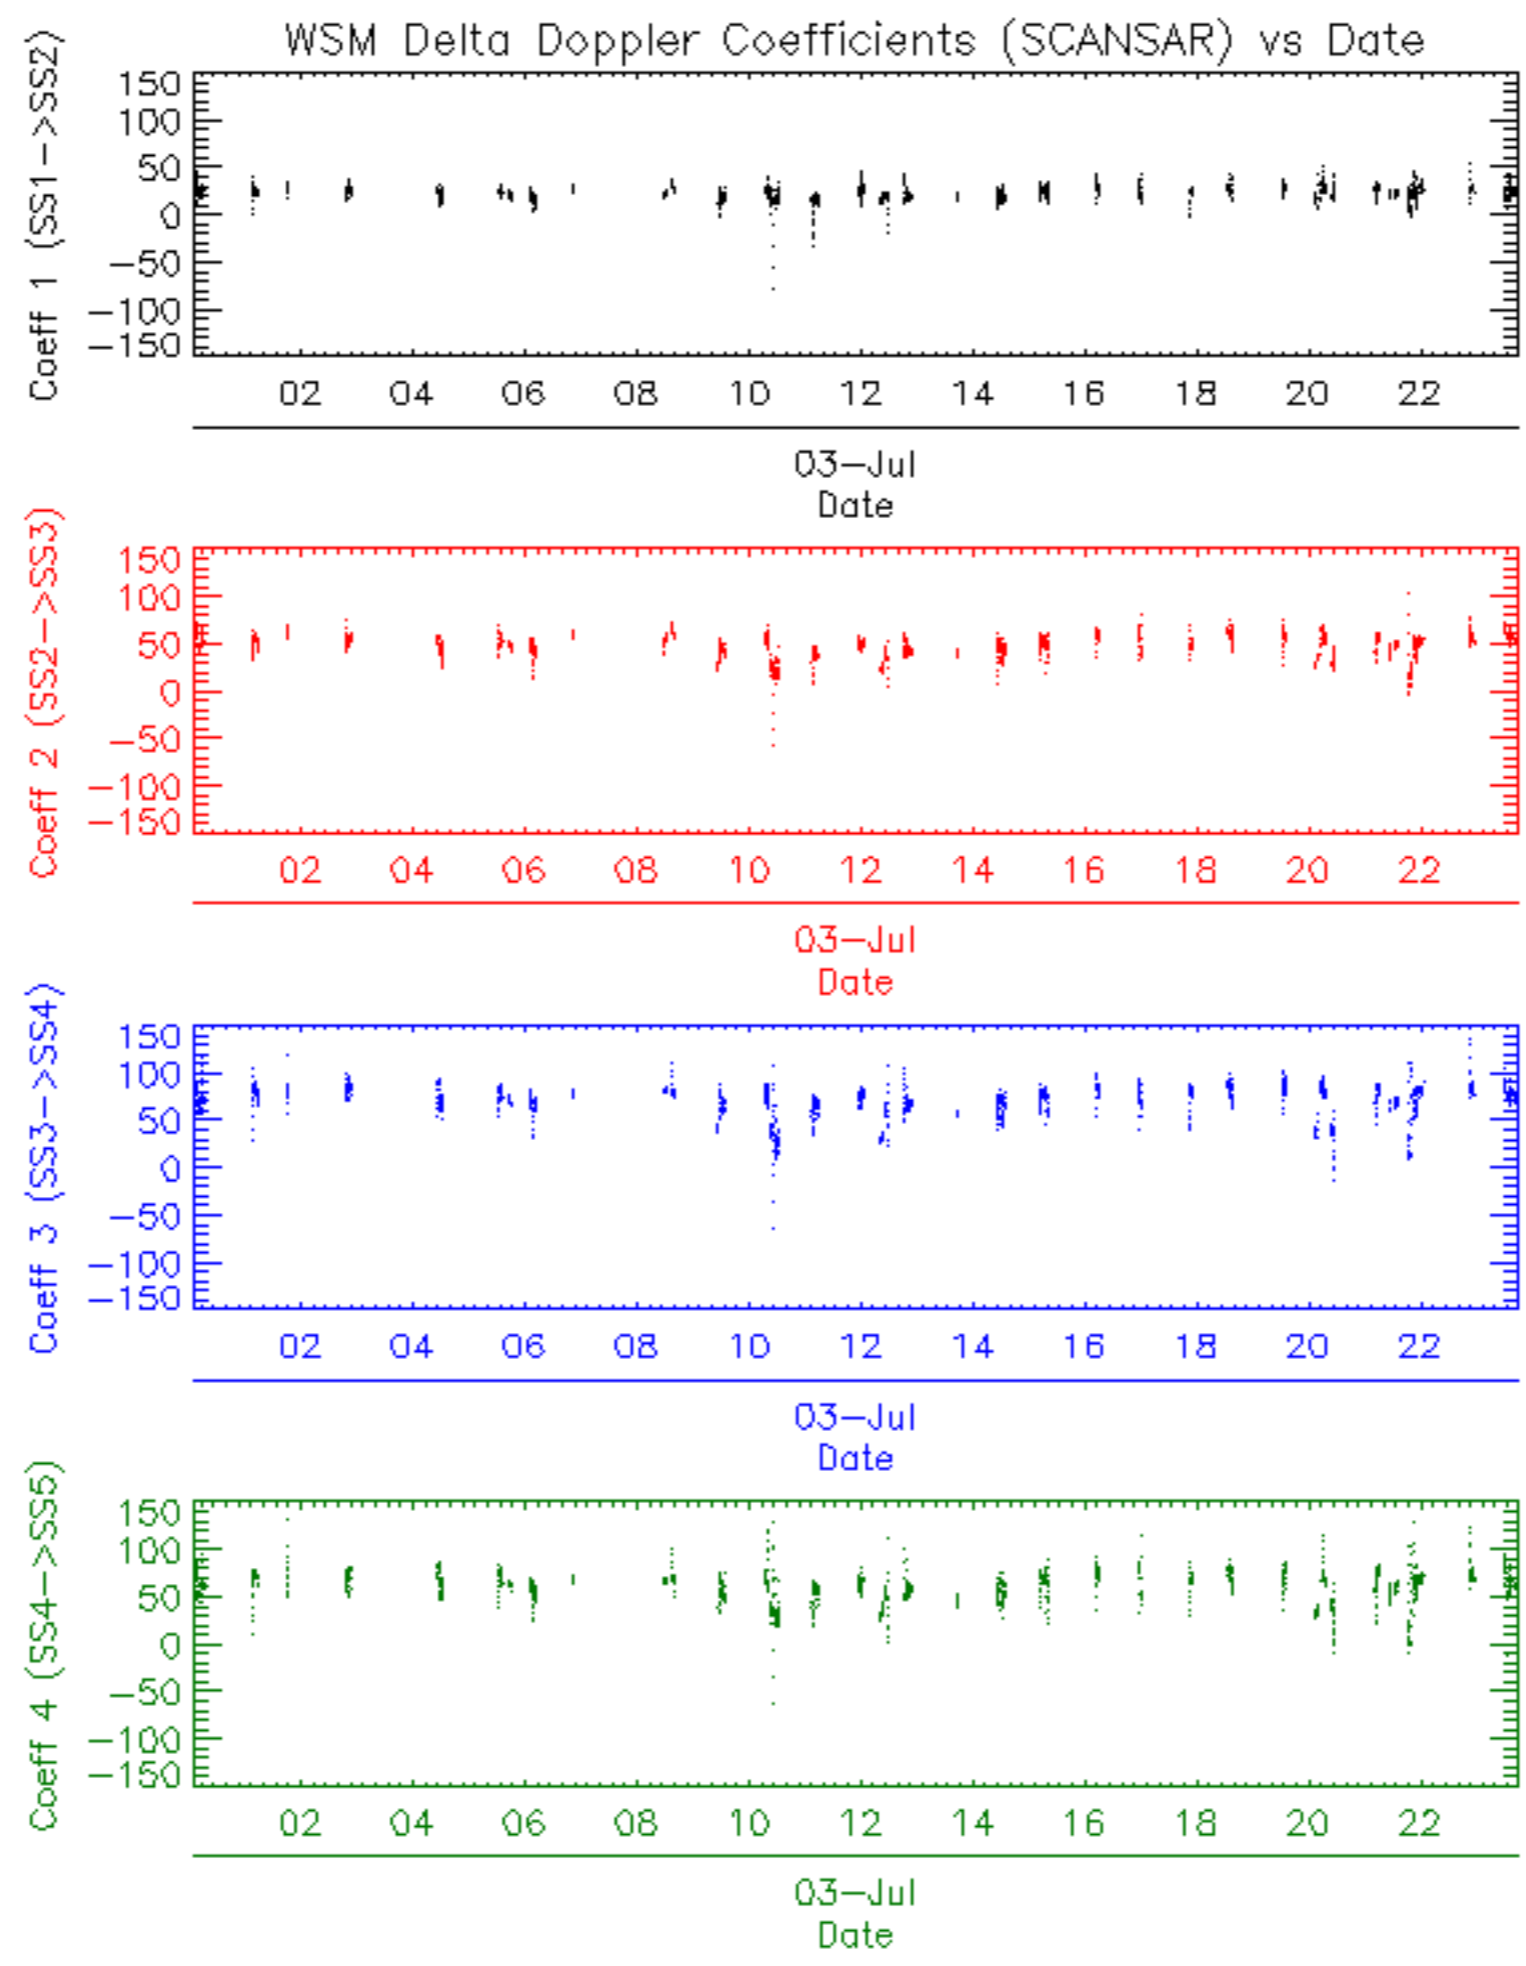 WSM Delta Doppler Coefficients (SCANSAR) vs Date
Coeff 1 (SS1->SS2)
150
100
50
0
-50
-100
-150
02 04 06 08 10 12 14 16 18 20 22
03-Jul
Date
Coeff 2 (SS2->SS3)
150
100
50
0
-50
-100
-150
02 04 06 08 10 12 14 16 18 20 22
03-Jul
Date
Coeff 3 (SS3->SS4)
150
100
50
0
-50
-100
-150
02 04 06 08 10 12 14 16 18 20 22
03-Jul
Date
Coeff 4 (SS4->SS5)
150
100
50
0
-50
-100
-150
02 04 06 08 10 12 14 16 18 20 22
03-Jul
Date